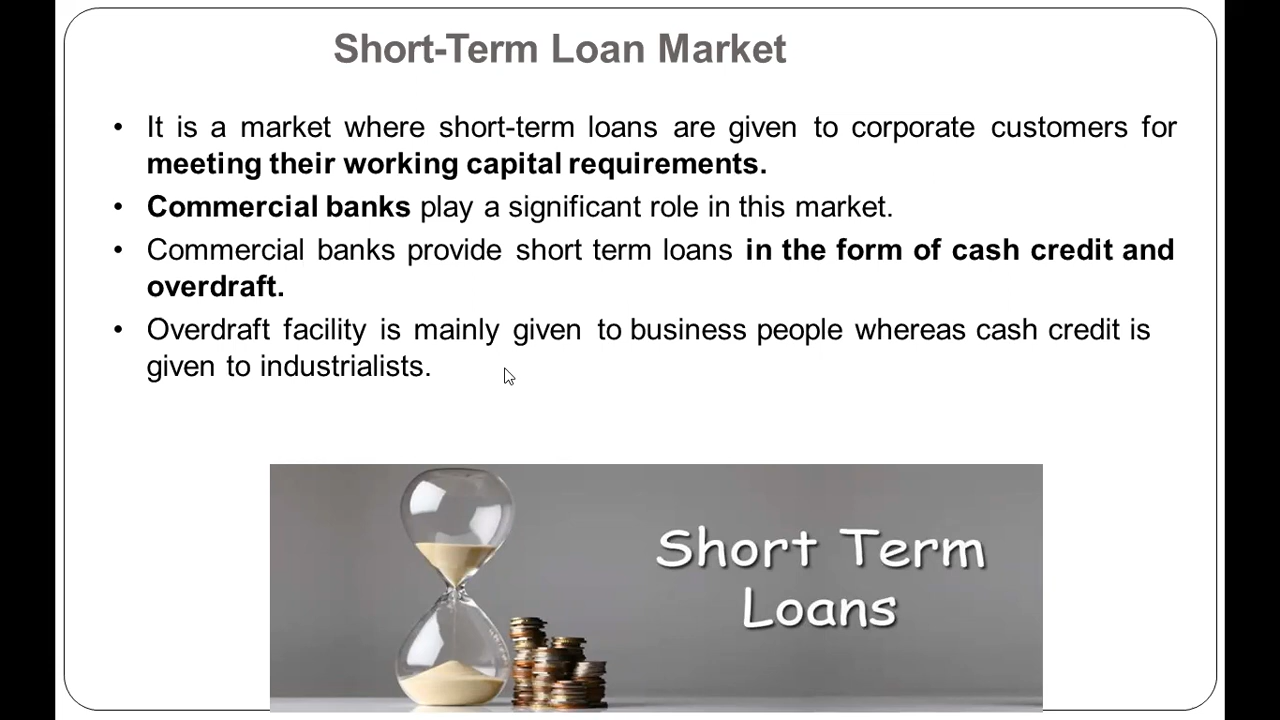 Short-Term Loan Market
• It is a market where short-term loans are given to corporate customers for
meeting their working capital requirements.
• Commercial banks play a significant role in this market.
• Commercial banks provide short term loans in the form of cash credit and
overdraft.
• Overdraft facility is mainly given to business people whereas cash credit is
given to industrialists.
Short Term
Loans